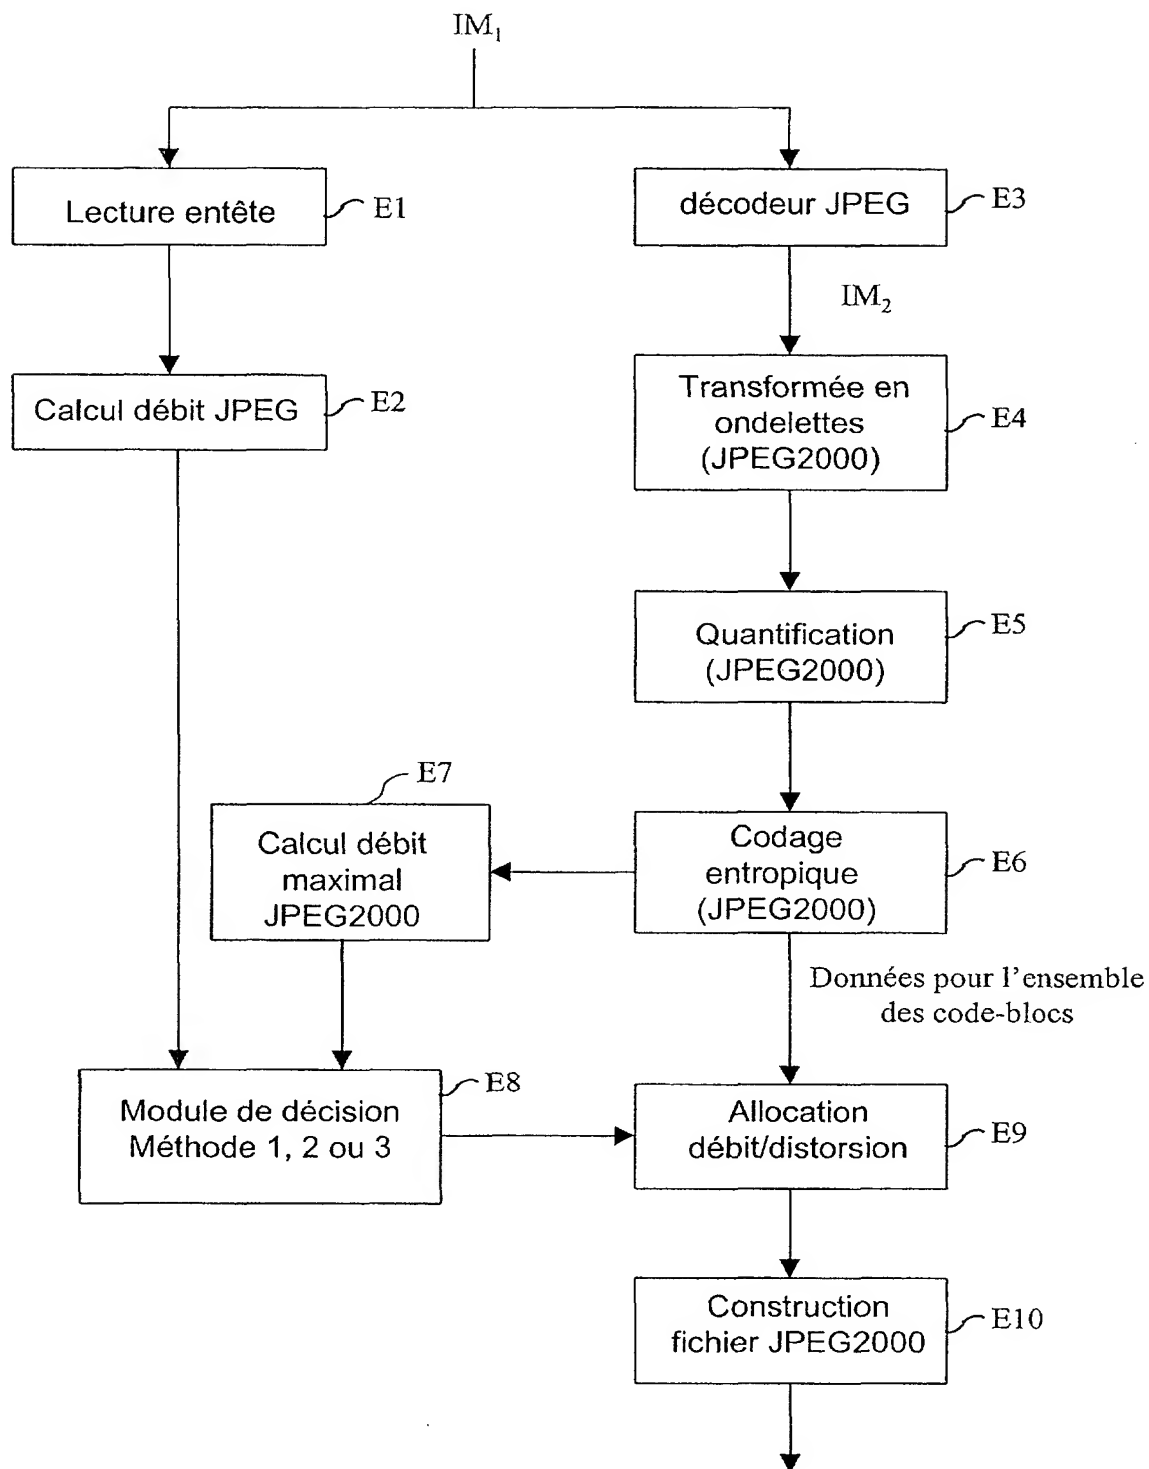 IM1
Lecture entête
E1
décodeur JPEG
E3
IM2
Calcul débit JPEG
E2
Transformée en
ondelettes
(JPEG2000)
E4
Quantification
(JPEG2000)
E5
E7
Calcul débit
maximal
JPEG2000
Codage
entropique
(JPEG2000)
E6
Données pour l'ensemble
des code-blocs
Module de décision
Méthode 1, 2 ou 3
E8
Allocation
débit/distorsion
E9
Construction
fichier JPEG2000
E10